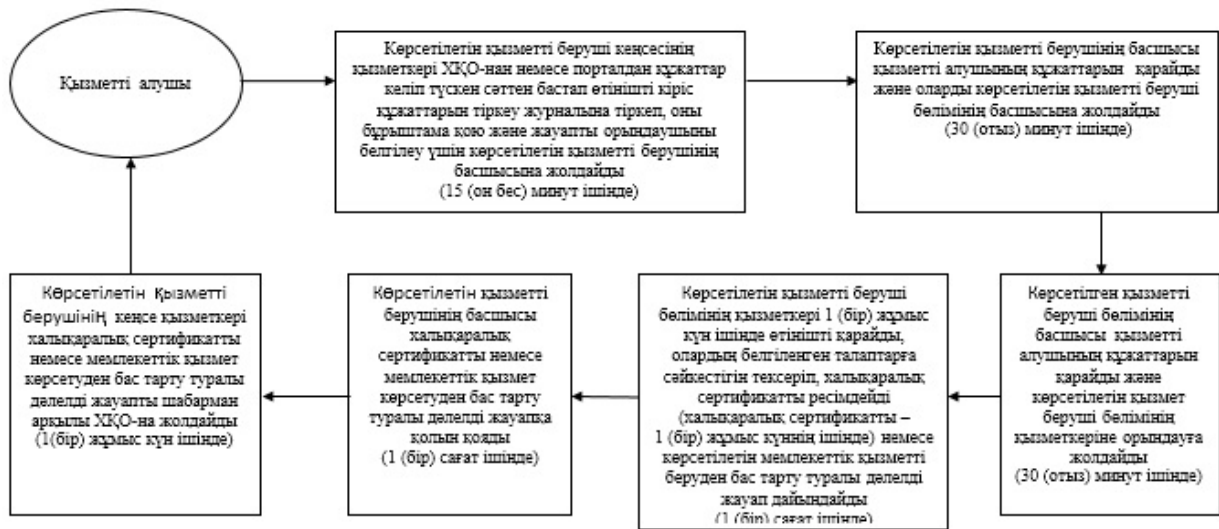 Қызметті алушы
Көрсетілетін қызметті беруші кеңсесінің
қызметкері ХҚО-нан немесе порталдан құжаттар
келіп түскен сәттен бастап өтінішті кіріс
құжаттарын тіркеу журналына тіркеп, оны
бұрыштама қою және жауапты орындаушыны
белгілеу үшін көрсетілетін қызметті берушінің
басшысына жолдайды
(15 (он бес) минут ішінде)
Көрсетілетін қызметті берушінің басшысы
қызметті алушының құжаттарын қарайды
және оларды көрсетілетін қызметті беруші
бөлімінің басшысына жолдайды
(30 (отыз) минут ішінде)
Көрсетілген қызметті
беруші бөлімінің
басшысы қызметті
алушының құжаттарын
қарайды және
көрсетілетін қызмет
беруші бөлімінің
қызметкеріне орындауға
жолдайды
(30 (отыз) минут ішінде)
Көрсетілетін қызметті беруші
бөлімінің қызметкері 1 (бір) жұмыс
күн ішінде өтінішті қарайды,
олардың белгіленген талаптарға
сәйкестігін тексеріп, халықаралық
сертификатты ресімдейді
(халықаралық сертификатты –
1 (бір) жұмыс күннің ішінде) немесе
көрсетілетін мемлекеттік қызметті
беруден бас тарту туралы дәлелді
жауап дайындайды
(1 (бір) сағат ішінде)
Көрсетілетін қызметті
берушінің басшысы
халықаралық
сертификатты немесе
мемлекеттік қызмет
көрсетуден бас тарту
туралы дәлелді жауапқа
қолын қояды
(1 (бір) сағат ішінде)
Көрсетілетін қызметті
берушінің кеңсе қызметкері
халықаралық сертификатты
немесе мемлекеттік қызмет
көрсетуден бас тарту туралы
дәлелді жауапты шабарман
арқылы ХҚО-на жолдайды
(1(бір) жұмыс күн ішінде)